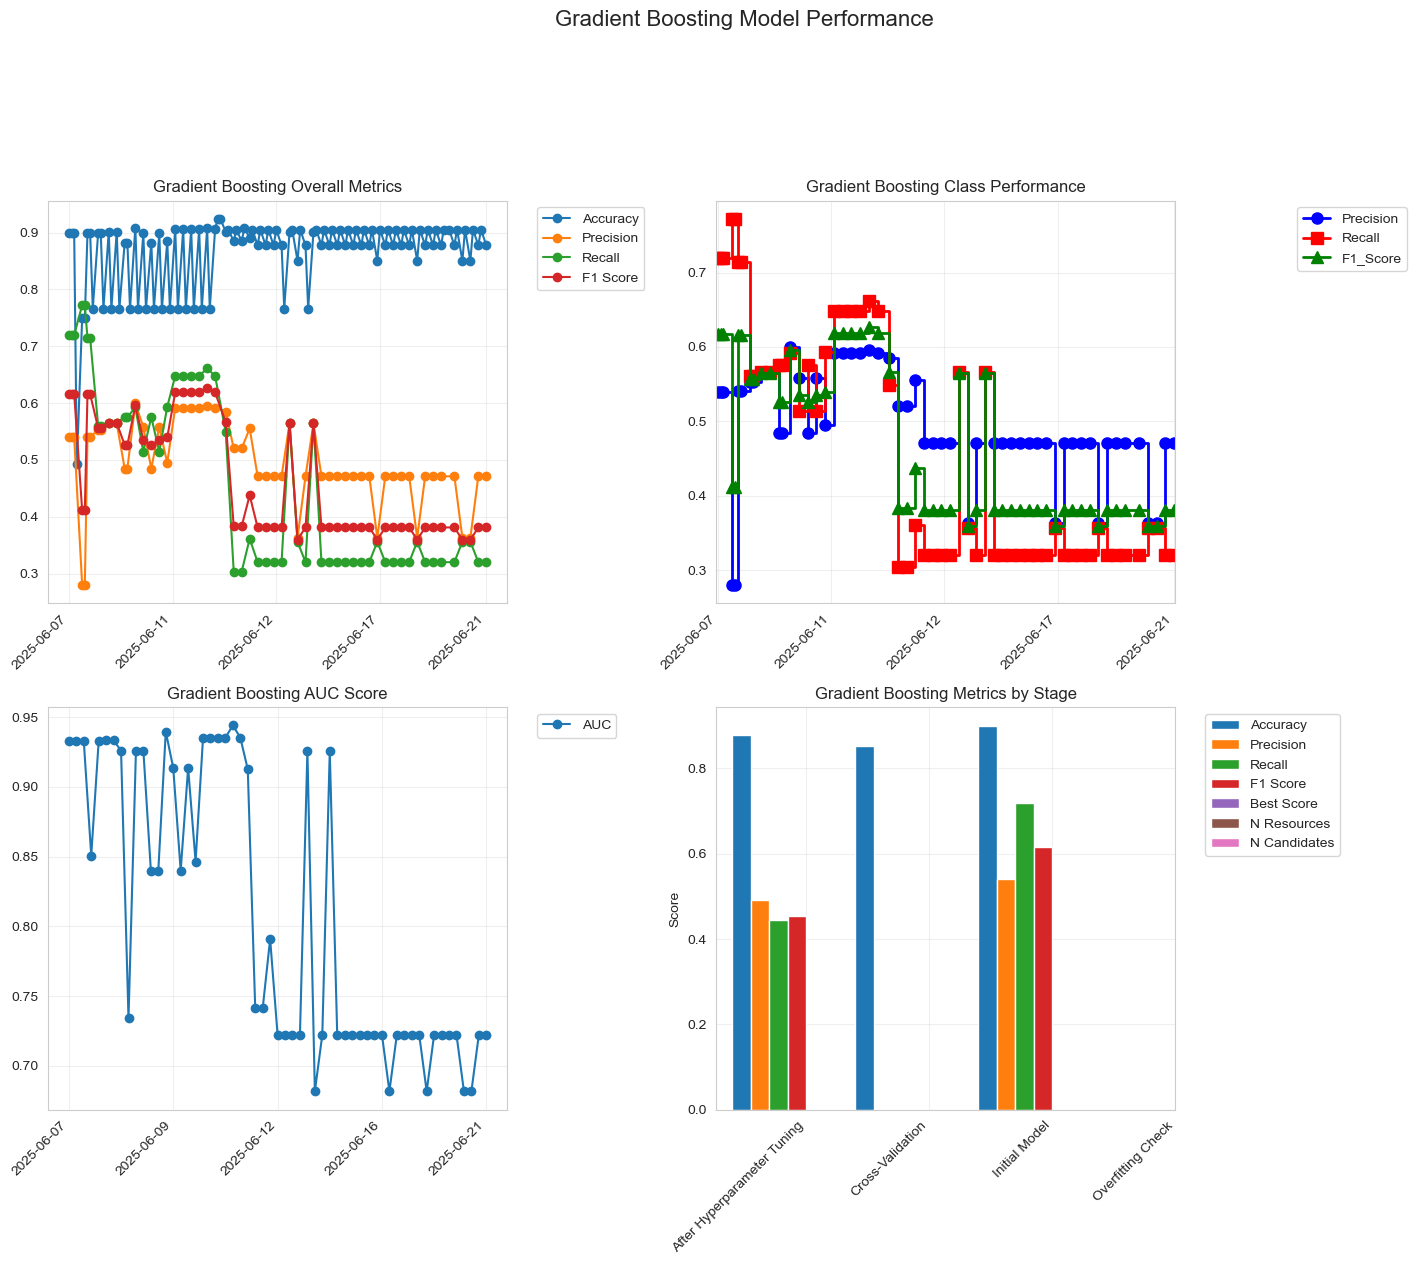 Gradient Boosting Model Performance
Gradient Boosting Overall Metrics
0.9
0.8
0.7
0.6
0.5
0.4
0.3
2025-06-07
2025-06-11
2025-06-12
2025-06-17
2025-06-21
Accuracy
Precision
Recall
F1 Score
Gradient Boosting Class Performance
0.7
0.6
0.5
0.4
0.3
2025-06-07
2025-06-11
2025-06-12
2025-06-17
2025-06-21
Precision
Recall
F1_Score
Gradient Boosting AUC Score
0.95
0.90
0.85
0.80
0.75
0.70
2025-06-07
2025-06-09
2025-06-12
2025-06-16
2025-06-21
AUC
Gradient Boosting Metrics by Stage
Score
0.8
0.6
0.4
0.2
0.0
After Hyperparameter Tuning
Cross-Validation
Initial Model
Overfitting Check
Accuracy
Precision
Recall
F1 Score
Best Score
N Resources
N Candidates